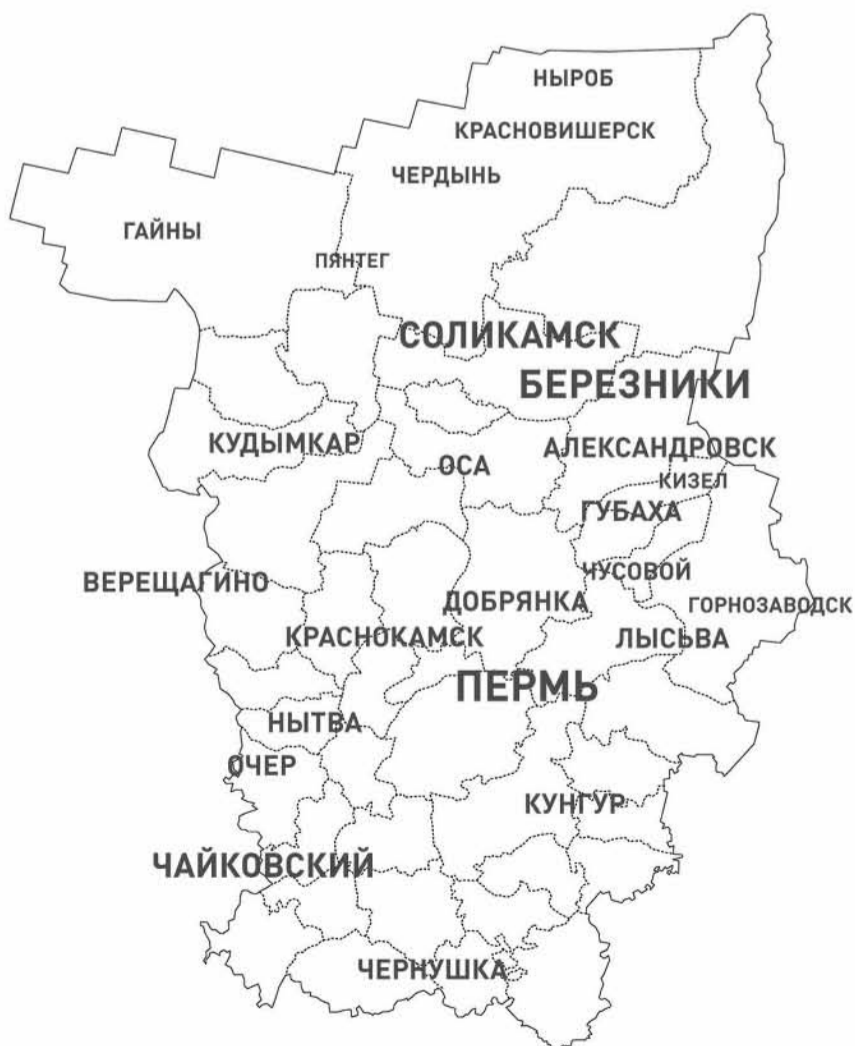 НЫРОБ
КРАСНОВИШЕРСК
ЧЕРДЫНЬ
ГАЙНЫ
ПЯНТЕГ
СОЛИКАМСК
БЕРЕЗНИКИ
КУДЫМКАР
АЛЕКСАНДРОВСК
ОСА
КИЗЕЛ
ГУБАХА
ЧУСОВОЙ
ВЕРЕЩАГИНО
ДОБРЯНКА
ГОРНОЗАВОДСК
КРАСНОКАМСК
ЛЫСЬВА
ПЕРМЬ
НЫТВА
ОЧЕР
КУНГУР
ЧАЙКОВСКИЙ
ЧЕРНУШКА